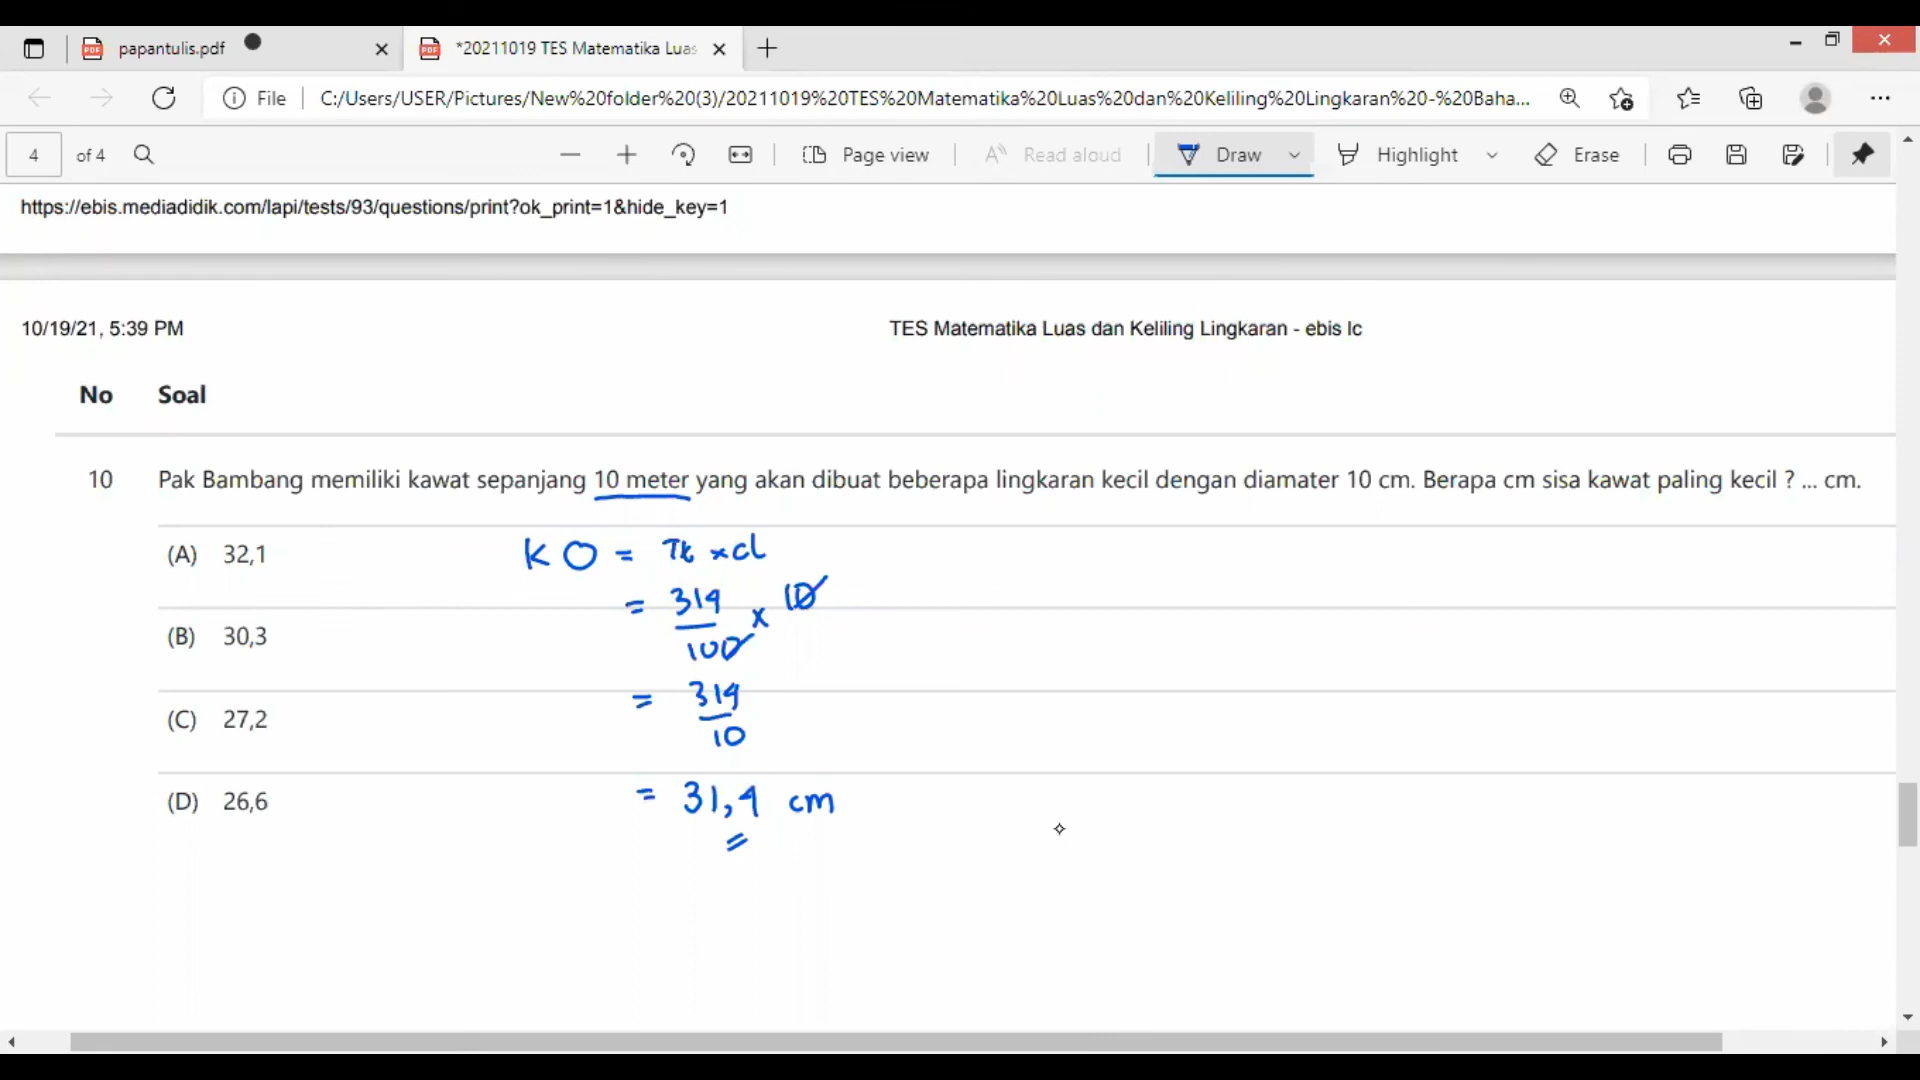 papantulis.pdf
*20211019 TES Matematika Luas
File
C:/Users/USER/Pictures/New%20folder%20(3)/20211019%20TES%20Matematika%20Luas%20dan%20Keliling%20Lingkaran%20-%20Baha...
4 of 4
Page view
Read aloud
Draw
Highlight
Erase
https://ebis.mediadidik.com/lapi/tests/93/questions/print?ok_print=1&hide_key=1
10/19/21, 5:39 PM
TES Matematika Luas dan Keliling Lingkaran - ebis lc
No Soal
10 Pak Bambang memiliki kawat sepanjang 10 meter yang akan dibuat beberapa lingkaran kecil dengan diamater 10 cm. Berapa cm sisa kawat paling kecil ? ... cm.
(A) 32,1
(B) 30,3
(C) 27,2
(D) 26,6
K O = π x d
= 314/100 x 10
= 314/10
= 31,4 cm